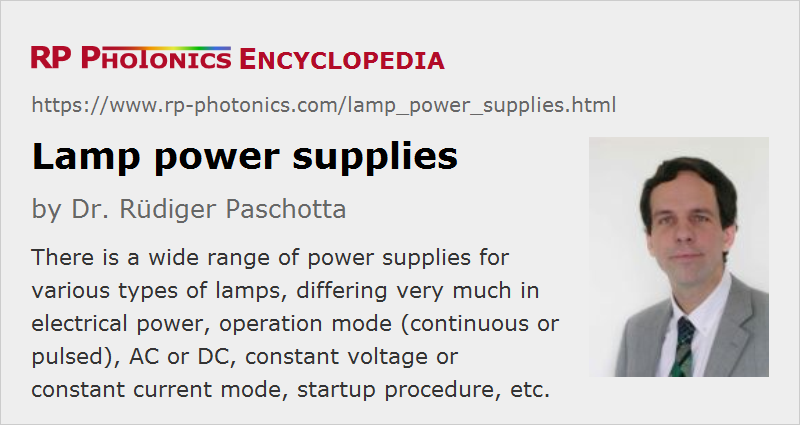 RP PHOTONICS ENCYCLOPEDIA
https://www.rp-photonics.com/lamp_power_supplies.html
Lamp power supplies
by Dr. Rüdiger Paschotta
There is a wide range of power supplies for
various types of lamps, differing very much in
electrical power, operation mode (continuous or
pulsed), AC or DC, constant voltage or
constant current mode, startup procedure, etc.